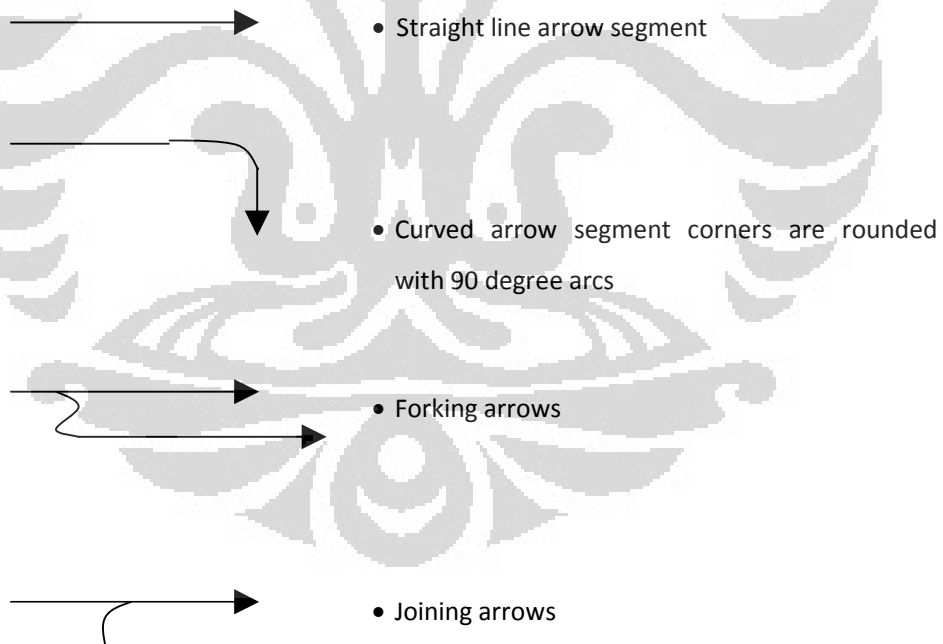 • Straight line arrow segment
• Curved arrow segment corners are rounded
with 90 degree arcs
• Forking arrows
• Joining arrows